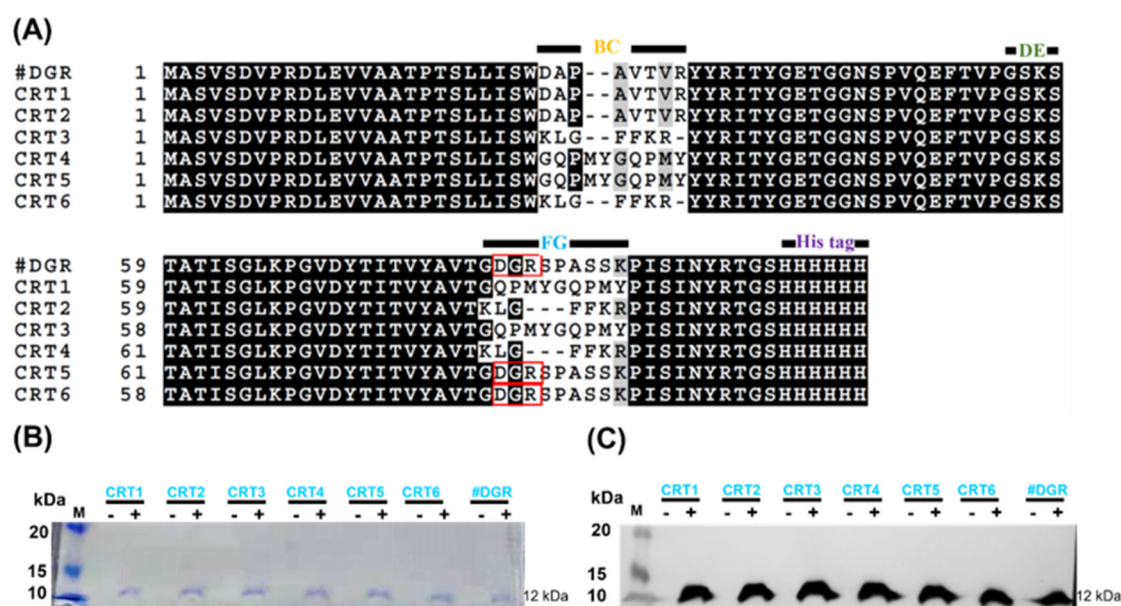 (A)
BC DE
#DGR 1 MASVSDVPRDLEVVAATPTSLLISWDAP--AVTVRYYRITYGETGGNSPVQEFTVPGSKS
CRT1 1 MASVSDVPRDLEVVAATPTSLLISWDAP--AVTVRYYRITYGETGGNSPVQEFTVPGSKS
CRT2 1 MASVSDVPRDLEVVAATPTSLLISWDAP--AVTVRYYRITYGETGGNSPVQEFTVPGSKS
CRT3 1 MASVSDVPRDLEVVAATPTSLLISWKLG--FFKR-YYRITYGETGGNSPVQEFTVPGSKS
CRT4 1 MASVSDVPRDLEVVAATPTSLLISWGQPMYGQPMYYYRITYGETGGNSPVQEFTVPGSKS
CRT5 1 MASVSDVPRDLEVVAATPTSLLISWGQPMYGQPMYYYRITYGETGGNSPVQEFTVPGSKS
CRT6 1 MASVSDVPRDLEVVAATPTSLLISWKLG--FFKR-YYRITYGETGGNSPVQEFTVPGSKS
FG His tag
#DGR 59 TATISGLKPGVDYTITVYAVTGDGRSPASSKPISINYRTGSHHHHHH
CRT1 59 TATISGLKPGVDYTITVYAVTGQPMYGQPMYPISINYRTGSHHHHHH
CRT2 59 TATISGLKPGVDYTITVYAVTKLG---FFKRPISINYRTGSHHHHHH
CRT3 58 TATISGLKPGVDYTITVYAVTGQPMYGQPMYPISINYRTGSHHHHHH
CRT4 61 TATISGLKPGVDYTITVYAVTKLG---FFKRPISINYRTGSHHHHHH
CRT5 61 TATISGLKPGVDYTITVYAVTGDGRSPASSKPISINYRTGSHHHHHH
CRT6 58 TATISGLKPGVDYTITVYAVTGDGRSPASSKPISINYRTGSHHHHHH
(B)
CRT1 CRT2 CRT3 CRT4 CRT5 CRT6 #DGR
kDa M - + - + - + - + - + - + - +
20
15
10 12 kDa
(C)
CRT1 CRT2 CRT3 CRT4 CRT5 CRT6 #DGR
kDa M - + - + - + - + - + - + - +
20
15
10 12 kDa